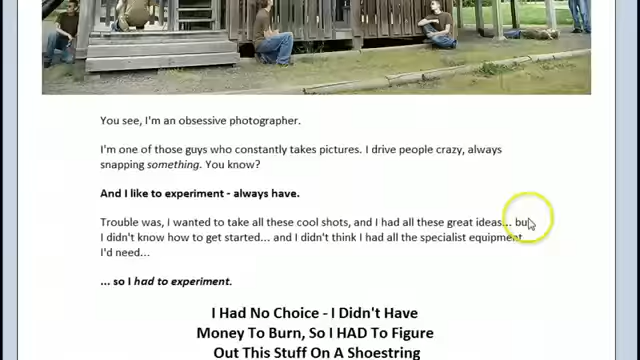 You see, I'm an obsessive photographer.
I'm one of those guys who constantly takes pictures. I drive people crazy, always
snapping something. You know?
And I like to experiment - always have.
Trouble was, I wanted to take all these cool shots, and I had all these great ideas... but
I didn't know how to get started... and I didn't think I had all the specialist equipment
I'd need...
... so I had to experiment.
I Had No Choice - I Didn't Have
Money To Burn, So I HAD To Figure
Out This Stuff On A Shoestring